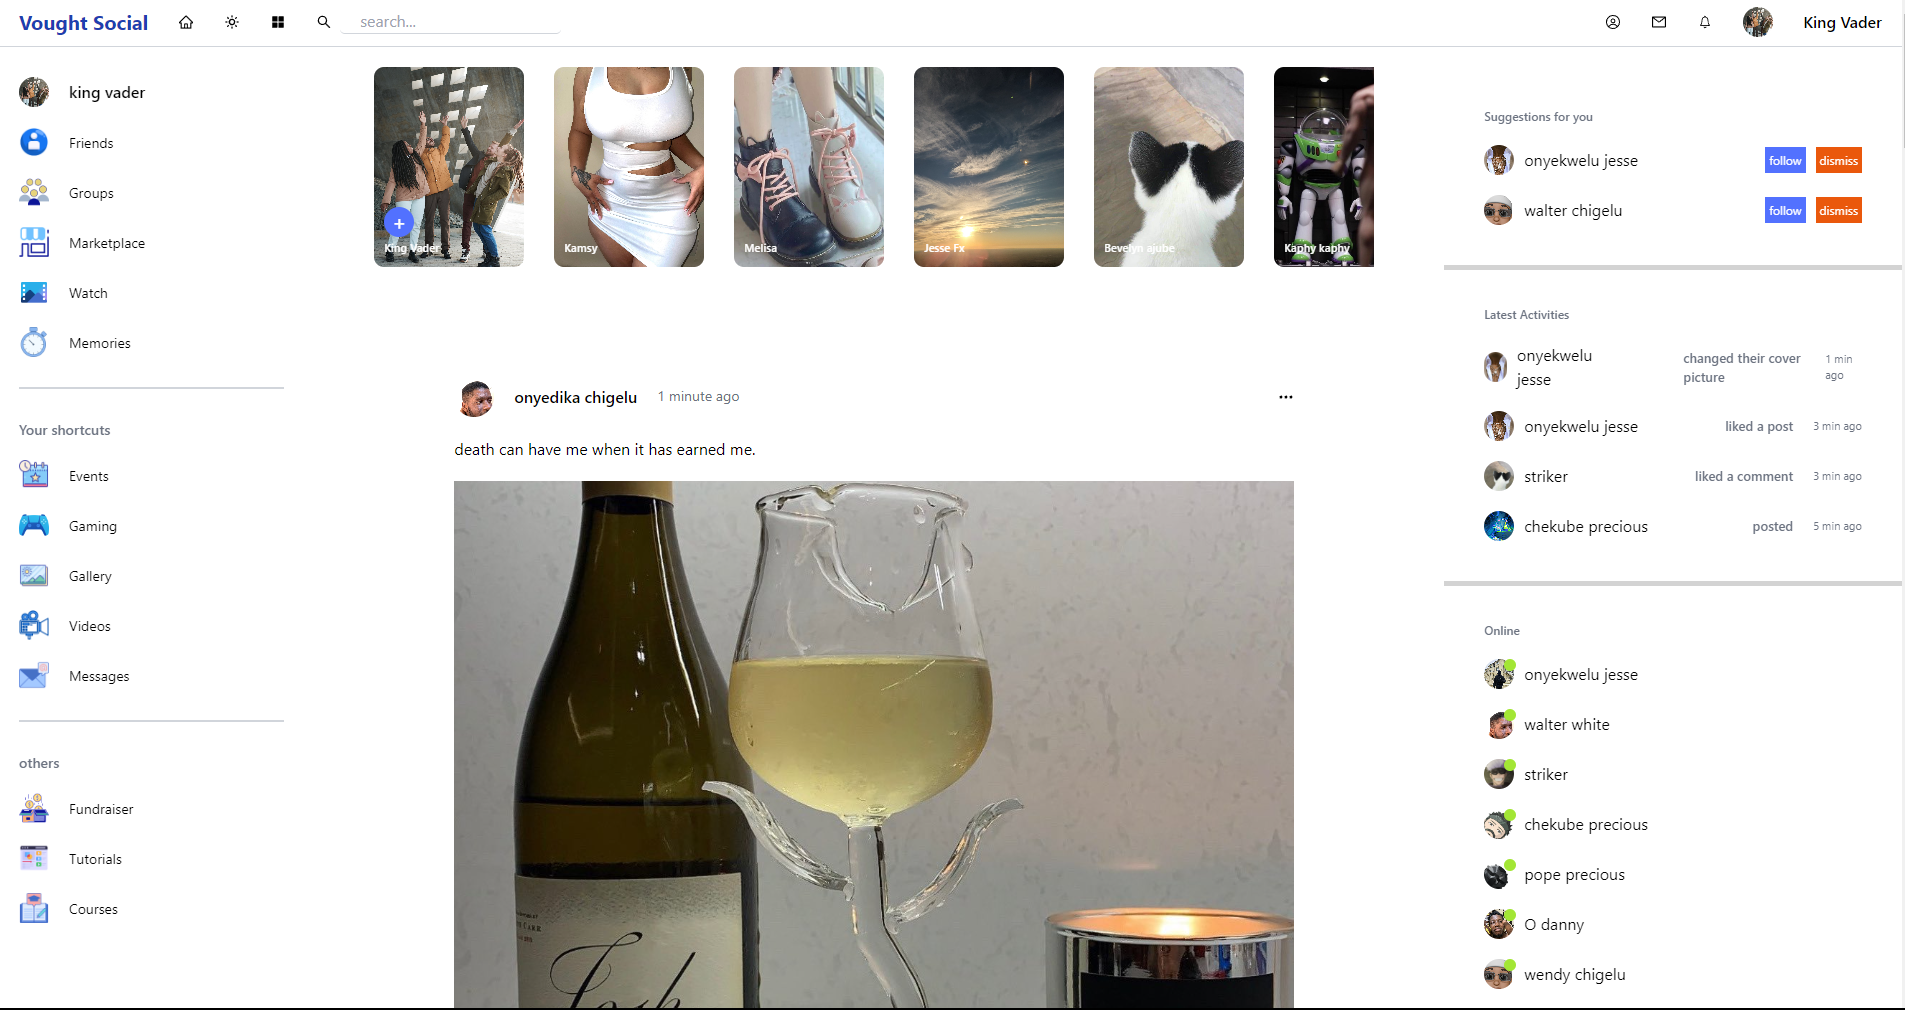 Vought Social
search...
King Vader
king vader
Friends
Groups
Marketplace
Watch
Memories
Your shortcuts
Events
Gaming
Gallery
Videos
Messages
others
Fundraiser
Tutorials
Courses
+
King Vader
Kamsy
Melisa
Jesse Fx
Bevelyn ajube
Kaphy kaphy
onyedika chigelu 1 minute ago
death can have me when it has earned me.
Suggestions for you
onyekwelu jesse follow dismiss
walter chigelu follow dismiss
Latest Activities
onyekwelu
jesse
changed their cover
picture
1 min
ago
onyekwelu jesse liked a post 3 min ago
striker liked a comment 3 min ago
chekube precious posted 5 min ago
Online
onyekwelu jesse
walter white
striker
chekube precious
pope precious
O danny
wendy chigelu